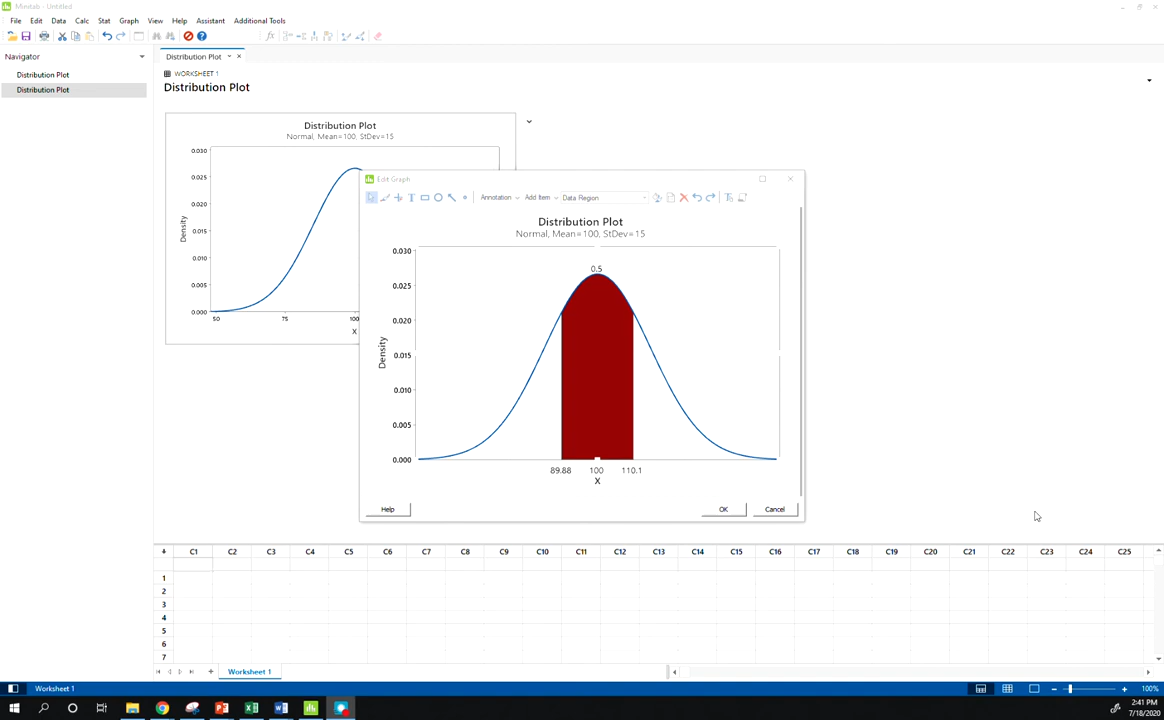 Minitab - Untitled
File Edit Data Calc Stat Graph View Help Assistant Additional Tools
Navigator
Distribution Plot
Distribution Plot
Distribution Plot
WORKSHEET 1
Distribution Plot
Distribution Plot
Normal, Mean=100, StDev=15
0.030
0.025
0.020
0.015
0.010
0.005
0.000
Density
50 75 100
X
Edit Graph
Annotation Add Item Data Region
Distribution Plot
Normal, Mean=100, StDev=15
0.030
0.025
0.020
0.015
0.010
0.005
0.000
Density
0.5
89.88 100 110.1
X
Help OK Cancel
C1 C2 C3 C4 C5 C6 C7 C8 C9 C10 C11 C12 C13 C14 C15 C16 C17 C18 C19 C20 C21 C22 C23 C24 C25
1
2
3
4
5
6
7
Worksheet 1
Worksheet 1
100%
2:41 PM
7/18/2020